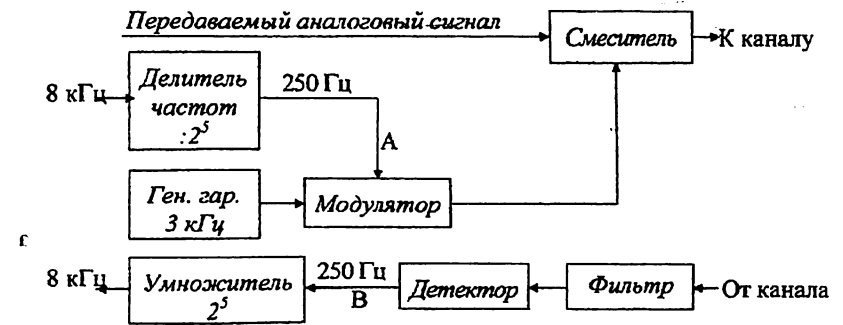 Передаваемый аналоговый сигнал
Смеситель
К каналу
8 кГц
Делитель
частот
:2⁵
250 Гц
А
Ген. гар.
3 кГц
Модулятор
8 кГц
Умножитель
2⁵
250 Гц
В
Детектор
Фильтр
От канала